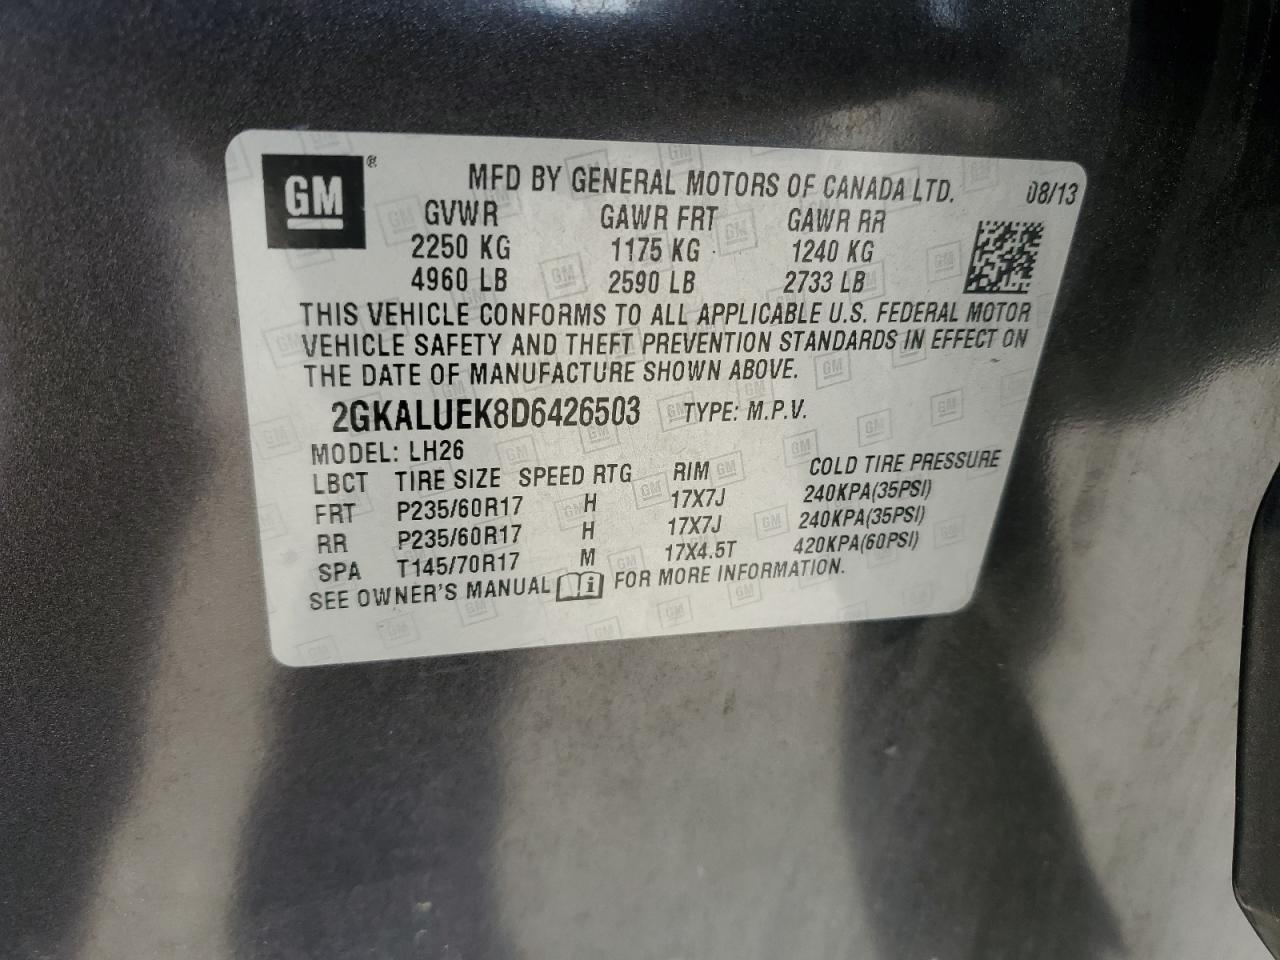 GM ® MFD BY GENERAL MOTORS OF CANADA LTD. 08/13
GVWR GAWR FRT GAWR RR
2250 KG 1175 KG 1240 KG
4960 LB 2590 LB 2733 LB
THIS VEHICLE CONFORMS TO ALL APPLICABLE U.S. FEDERAL MOTOR
VEHICLE SAFETY AND THEFT PREVENTION STANDARDS IN EFFECT ON
THE DATE OF MANUFACTURE SHOWN ABOVE.
2GKALUEK8D6426503 TYPE: M.P.V.
MODEL: LH26
LBCT TIRE SIZE SPEED RTG RIM COLD TIRE PRESSURE
FRT P235/60R17 H 17X7J 240KPA(35PSI)
RR P235/60R17 H 17X7J 240KPA(35PSI)
SPA T145/70R17 M 17X4.5T 420KPA(60PSI)
SEE OWNER'S MANUAL i FOR MORE INFORMATION.